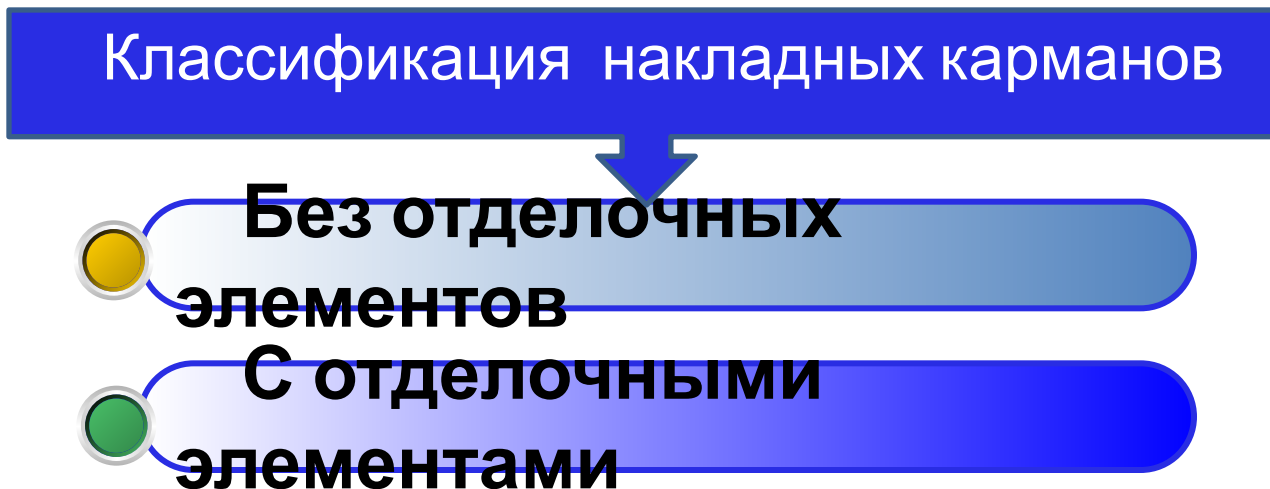 Классификация накладных карманов
Без отделочных
элементов
С отделочными
элементами